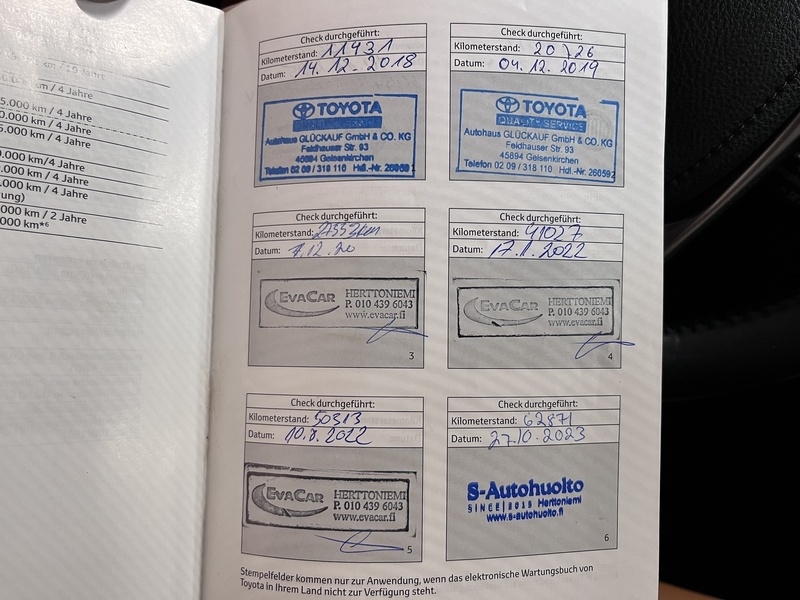 km / 4 Jahre
5.000 km / 4 Jahre
0.000 km / 4 Jahre
5.000 km / 4 Jahre
.000 km/4 Jahre
.000 km / 4 Jahre
.000 km / 4 Jahre
ung)
000 km / 2 Jahre
000 km*6
Check durchgeführt:
Kilometerstand: 11431
Datum: 14.12.2018
TOYOTA
Autohaus GLÜCKAUF GmbH & CO. KG
Feldhauser Str. 93
45894 Gelsenkirchen
Telefon 02 09 / 318 110 Hdl.-Nr. 260592
Check durchgeführt:
Kilometerstand: 20 \ 26
Datum: 04.12.2019
TOYOTA
QUALITY SERVICE
Autohaus GLÜCKAUF GmbH & CO. KG
Feldhauser Str. 93
45894 Gelsenkirchen
Telefon 02 09 / 318 110 Hdl.-Nr. 260592
Check durchgeführt:
Kilometerstand:
Datum: 7.12.20
EVACAR
HERTTONIEMI
P. 010 439 6043
www.evacar.fi
3
Check durchgeführt:
Kilometerstand: 41027
Datum: 17.1.2022
EVACAR
HERTTONIEMI
P. 010 439 6043
www.evacar.fi
4
Check durchgeführt:
Kilometerstand: 50313
Datum: 10.8.2022
EVACAR
HERTTONIEMI
P. 010 439 6043
www.evacar.fi
5
Check durchgeführt:
Kilometerstand: 62871
Datum: 27.10.2023
S-Autohuolto
SINCE|2015 Herttoniemi
www.s-autohuolto.fi
6
Stempelfelder kommen nur zur Anwendung, wenn das elektronische Wartungsbuch von
Toyota in Ihrem Land nicht zur Verfügung steht.